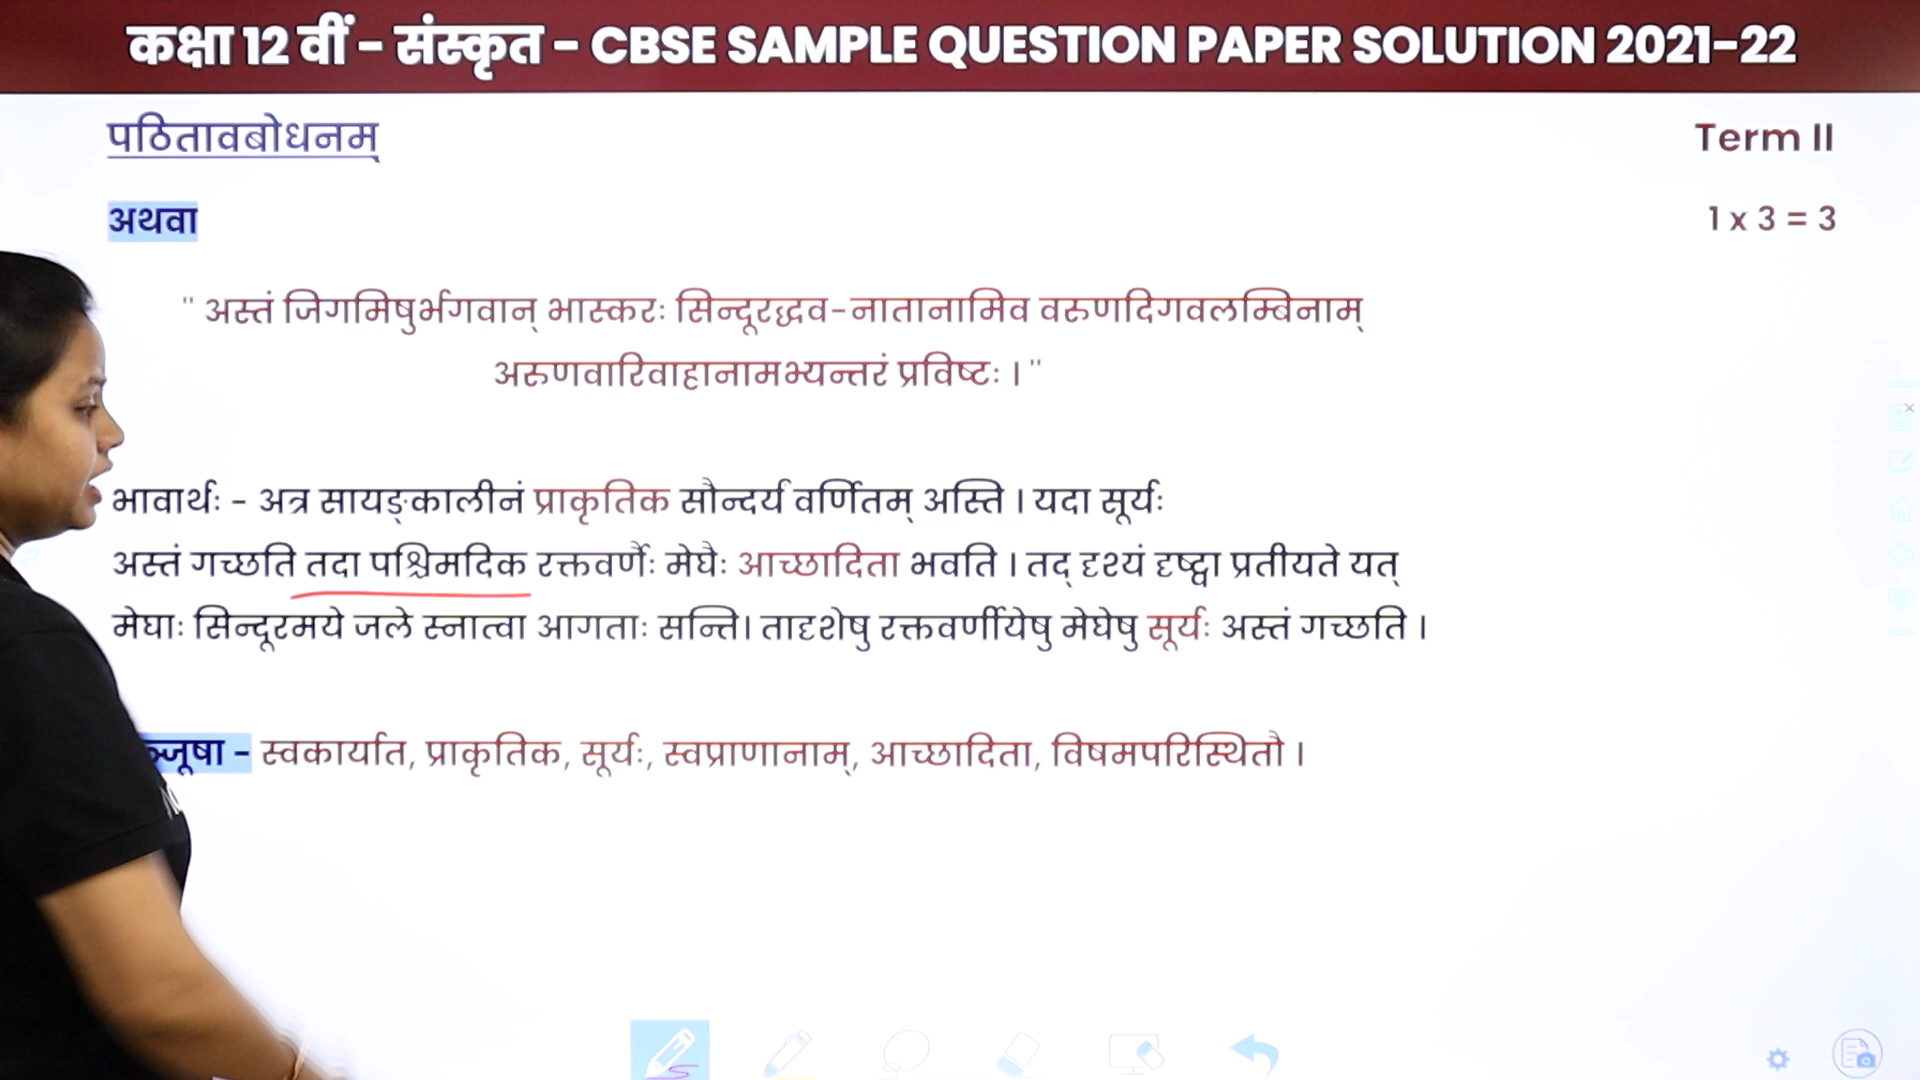 कक्षा 12 वीं - संस्कृत - CBSE SAMPLE QUESTION PAPER SOLUTION 2021-22
पठितावबोधनम्
Term II
अथवा
1 x 3 = 3
" अस्तं जिगमिषुर्भगवान् भास्करः सिन्दूरद्धव-नातानामिव वरुणदिगवलम्बिनाम्
अरुणवारिवाहानामभ्यन्तरं प्रविष्टः । "
भावार्थः - अत्र सायङ्कालीनं प्राकृतिक सौन्दर्यं वर्णितम् अस्ति । यदा सूर्यः
अस्तं गच्छति तदा पश्चिमदिक रक्तवर्णैः मेघैः आच्छादिता भवति । तद् दृश्यं दृष्ट्वा प्रतीयते यत्
मेघाः सिन्दूरमये जले स्नात्वा आगताः सन्ति। तादृशेषु रक्तवर्णीयेषु मेघेषु सूर्यः अस्तं गच्छति ।
स्वकार्यात, प्राकृतिक, सूर्यः, स्वप्राणानाम्, आच्छादिता, विषमपरिस्थितौ ।